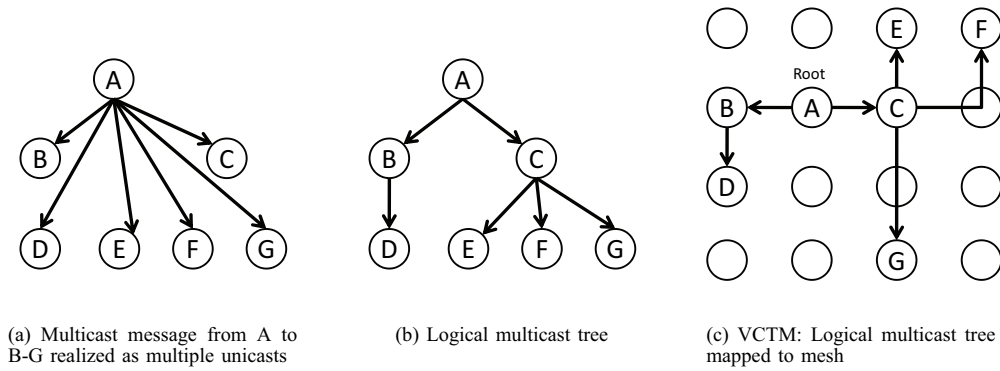 A
B
C
D
E
F
G
A
B
C
D
E
F
G
E
F
Root
B
A
C
D
G
(a) Multicast message from A to
B-G realized as multiple unicasts
(b) Logical multicast tree
(c) VCTM: Logical multicast tree
mapped to mesh